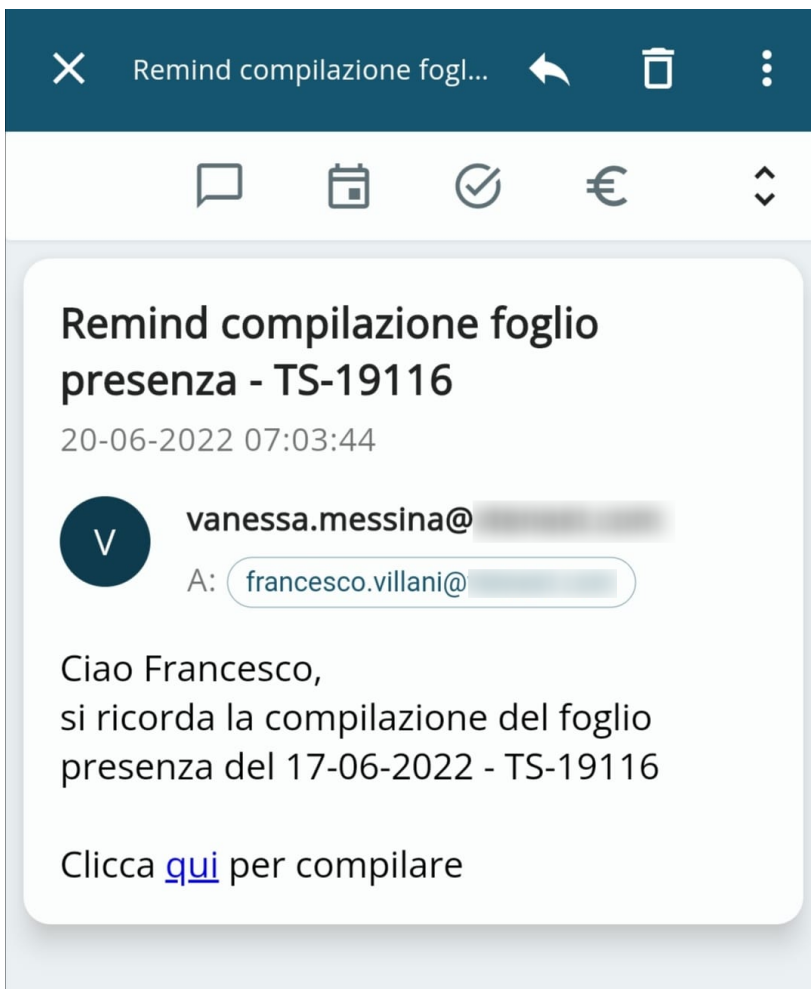 Remind compilazione fogl...
Remind compilazione foglio
presenza - TS-19116
20-06-2022 07:03:44
V
vanessa.messina@
A: francesco.villani@
Ciao Francesco,
si ricorda la compilazione del foglio
presenza del 17-06-2022 - TS-19116
Clicca qui per compilare